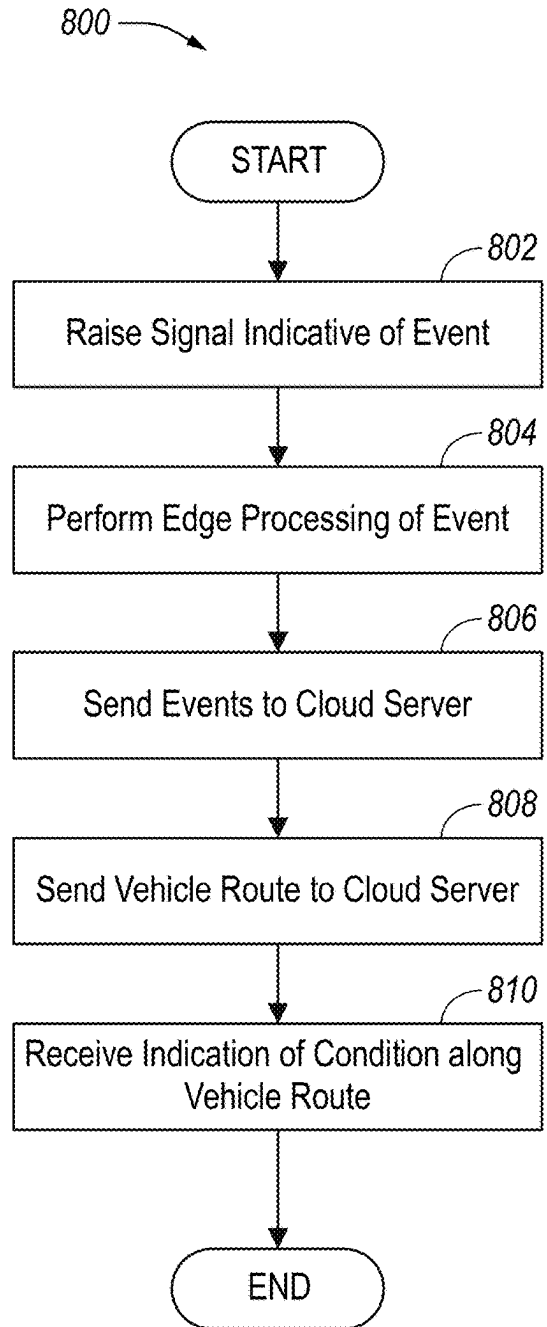 800
START
802
Raise Signal Indicative of Event
804
Perform Edge Processing of Event
806
Send Events to Cloud Server
808
Send Vehicle Route to Cloud Server
810
Receive Indication of Condition along
Vehicle Route
END